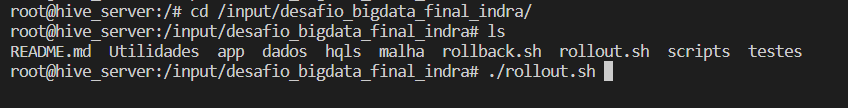 root@hive_server:/# cd /input/desafio_bigdata_final_indra/
root@hive_server:/input/desafio_bigdata_final_indra# ls
README.md  Utilidades  app  dados  hqls  malha  rollback.sh  rollout.sh  scripts  testes
root@hive_server:/input/desafio_bigdata_final_indra# ./rollout.sh